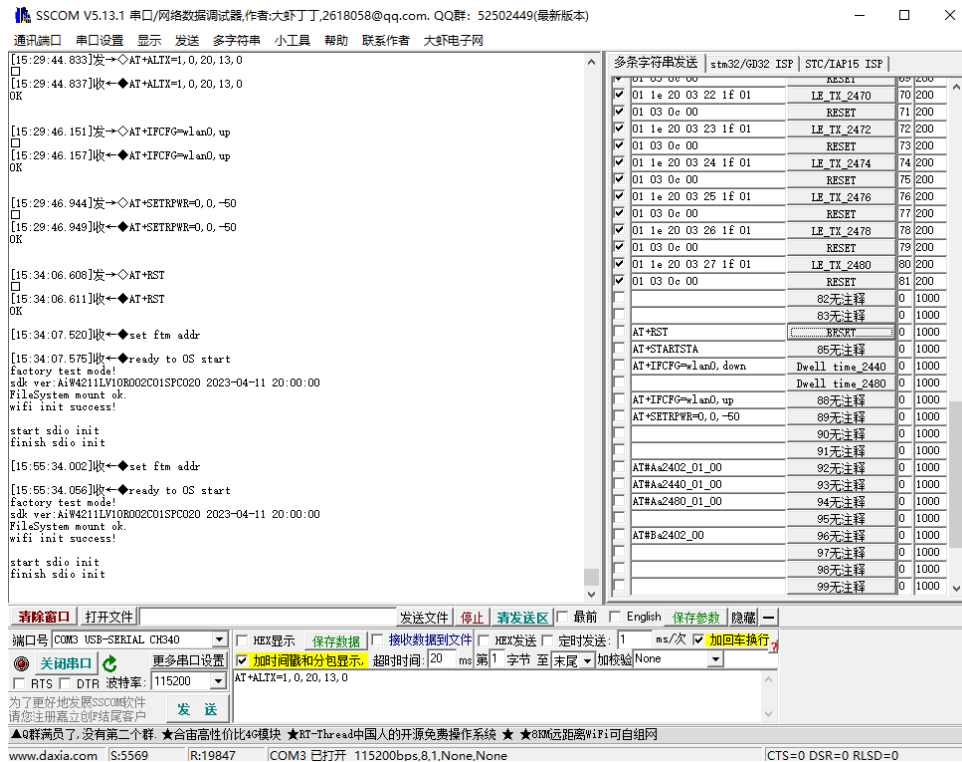 SSCOM V5.13.1 串口/网络数据调试器,作者:大虾丁丁,2618058@qq.com. QQ群: 52502449(最新版本)
通讯端口 串口设置 显示 发送 多字符串 小工具 帮助 联系作者 大虾电子网
[15:29:44.833]发→◇AT+ALTX=1,0,20,13,0
□
[15:29:44.837]收←◆AT+ALTX=1,0,20,13,0
OK
[15:29:46.151]发→◇AT+IFCFG=wlan0,up
□
[15:29:46.157]收←◆AT+IFCFG=wlan0,up
OK
[15:29:46.944]发→◇AT+SETRPWR=0,0,-50
□
[15:29:46.949]收←◆AT+SETRPWR=0,0,-50
OK
[15:34:06.608]发→◇AT+RST
□
[15:34:06.611]收←◆AT+RST
OK
[15:34:07.520]收←◆set ftm addr
[15:34:07.575]收←◆ready to OS start
factory test mode!
sdk ver:AiW4211LV10R002C01SPC020 2023-04-11 20:00:00
FileSystem mount ok.
wifi init success!
start sdio init
finish sdio init
[15:55:34.002]收←◆set ftm addr
[15:55:34.056]收←◆ready to OS start
factory test mode!
sdk ver:AiW4211LV10R002C01SPC020 2023-04-11 20:00:00
FileSystem mount ok.
wifi init success!
start sdio init
finish sdio init
多条字符串发送 stm32/GD32 ISP STC/IAP15 ISP
01 03 0c 00 RESET 69 200
01 1e 20 03 22 1f 01 LE_TX_2470 70 200
01 03 0c 00 RESET 71 200
01 1e 20 03 23 1f 01 LE_TX_2472 72 200
01 03 0c 00 RESET 73 200
01 1e 20 03 24 1f 01 LE_TX_2474 74 200
01 03 0c 00 RESET 75 200
01 1e 20 03 25 1f 01 LE_TX_2476 76 200
01 03 0c 00 RESET 77 200
01 1e 20 03 26 1f 01 LE_TX_2478 78 200
01 03 0c 00 RESET 79 200
01 1e 20 03 27 1f 01 LE_TX_2480 80 200
01 03 0c 00 RESET 81 200
82无注释 0 1000
83无注释 0 1000
AT+RST RESET 0 1000
AT+STARTSTA 85无注释 0 1000
AT+IFCFG=wlan0,down Dwell time_2440 0 1000
Dwell time_2480 0 1000
AT+IFCFG=wlan0,up 88无注释 0 1000
AT+SETRPWR=0,0,-50 89无注释 0 1000
90无注释 0 1000
91无注释 0 1000
AT#Aa2402_01_00 92无注释 0 1000
AT#Aa2440_01_00 93无注释 0 1000
AT#Aa2480_01_00 94无注释 0 1000
95无注释 0 1000
AT#Ba2402_00 96无注释 0 1000
97无注释 0 1000
98无注释 0 1000
99无注释 0 1000
清除窗口 打开文件 发送文件 停止 清发送区 最前 English 保存参数 隐藏
端口号 COM3 USB-SERIAL CH340 HEX显示 保存数据 接收数据到文件 HEX发送 定时发送: 1 ms/次 加回车换行 ?
关闭串口 更多串口设置 加时间戳和分包显示, 超时时间: 20 ms 第 1 字节 至 末尾 加校验 None
RTS DTR 波特率: 115200
AT+ALTX=1,0,20,13,0
为了更好地发展SSCOM软件
请您注册嘉立创F结尾客户
发 送
▲Q群满员了,没有第二个群. ★合宙高性价比4G模块 ★RT-Thread中国人的开源免费操作系统 ★ ★8KM远距离WiFi可自组网
www.daxia.com S:5569 R:19847 COM3 已打开 115200bps,8,1,None,None CTS=0 DSR=0 RLSD=0